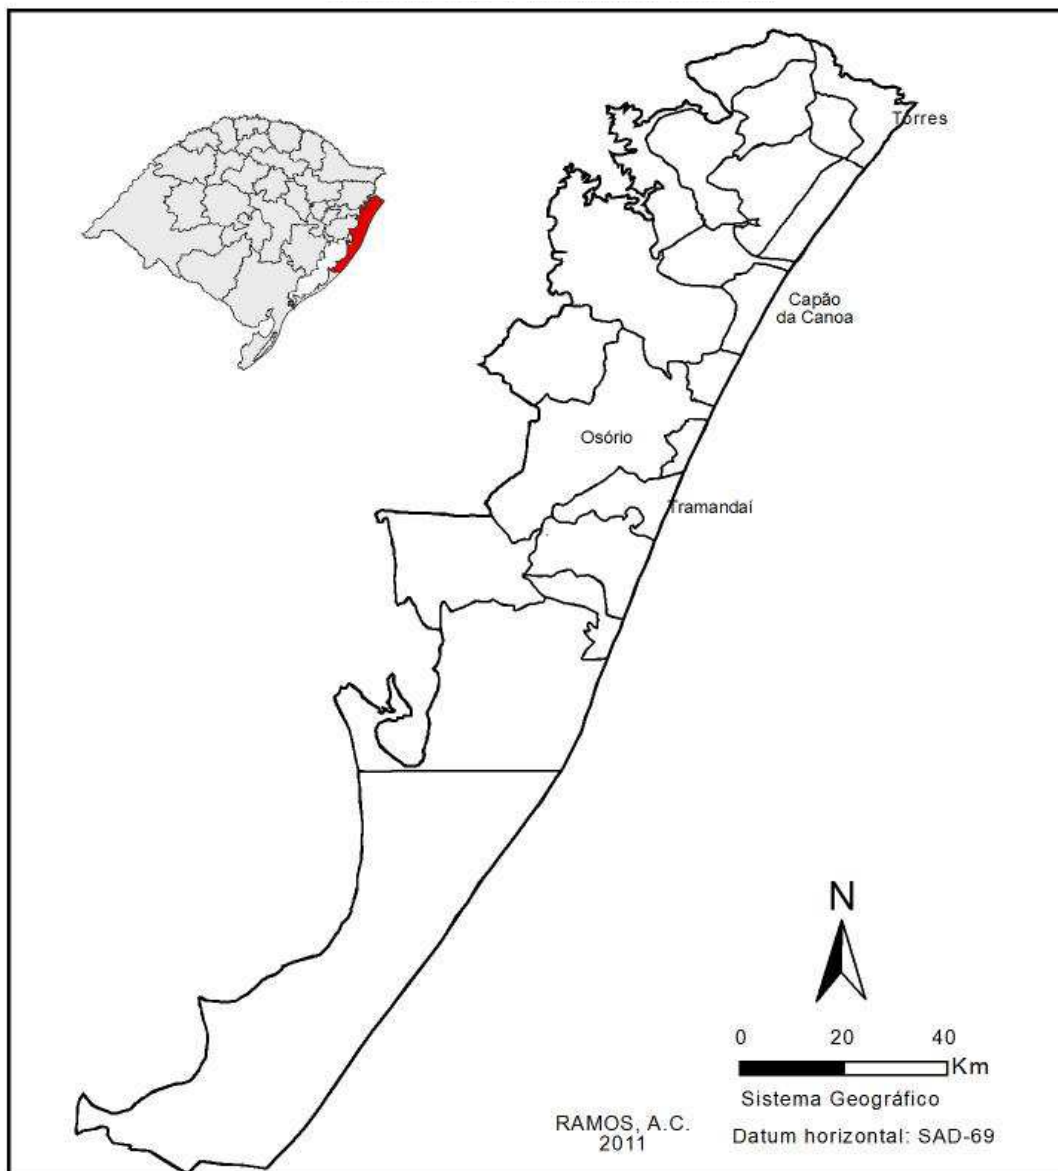 Torres
Capão
da Canoa
Osório
Tramandaí
N
0 20 40
Km
Sistema Geográfico
RAMOS, A.C.
2011
Datum horizontal: SAD-69